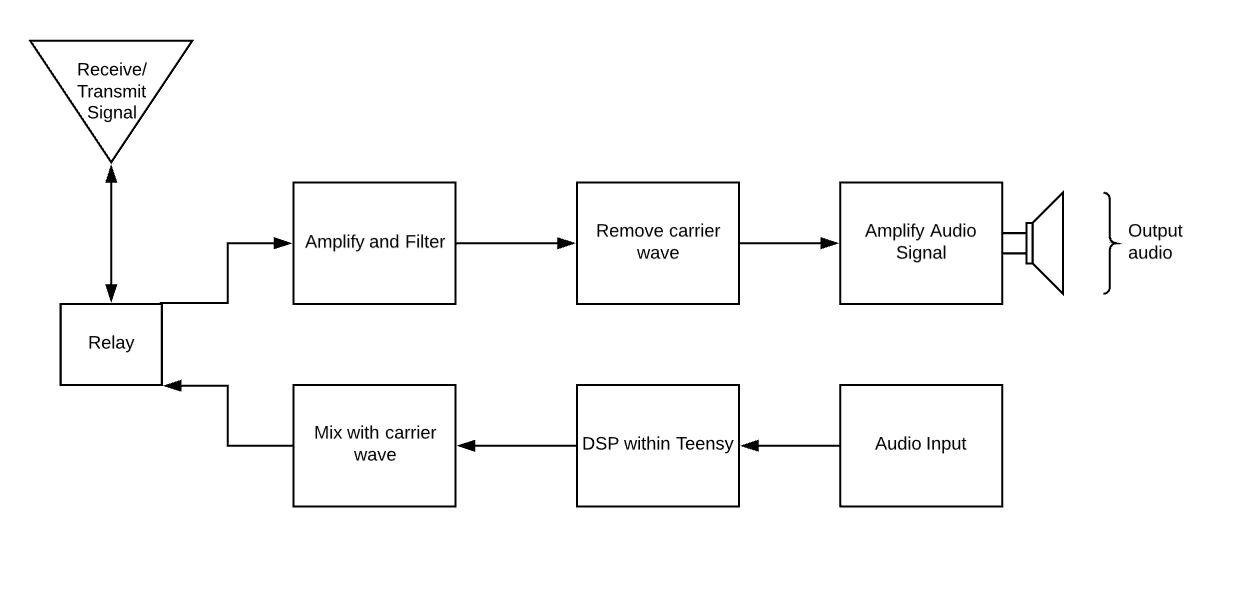 Receive/
Transmit
Signal
Amplify and Filter
Remove carrier
wave
Amplify Audio
Signal
Output
audio
Relay
Mix with carrier
wave
DSP within Teensy
Audio Input